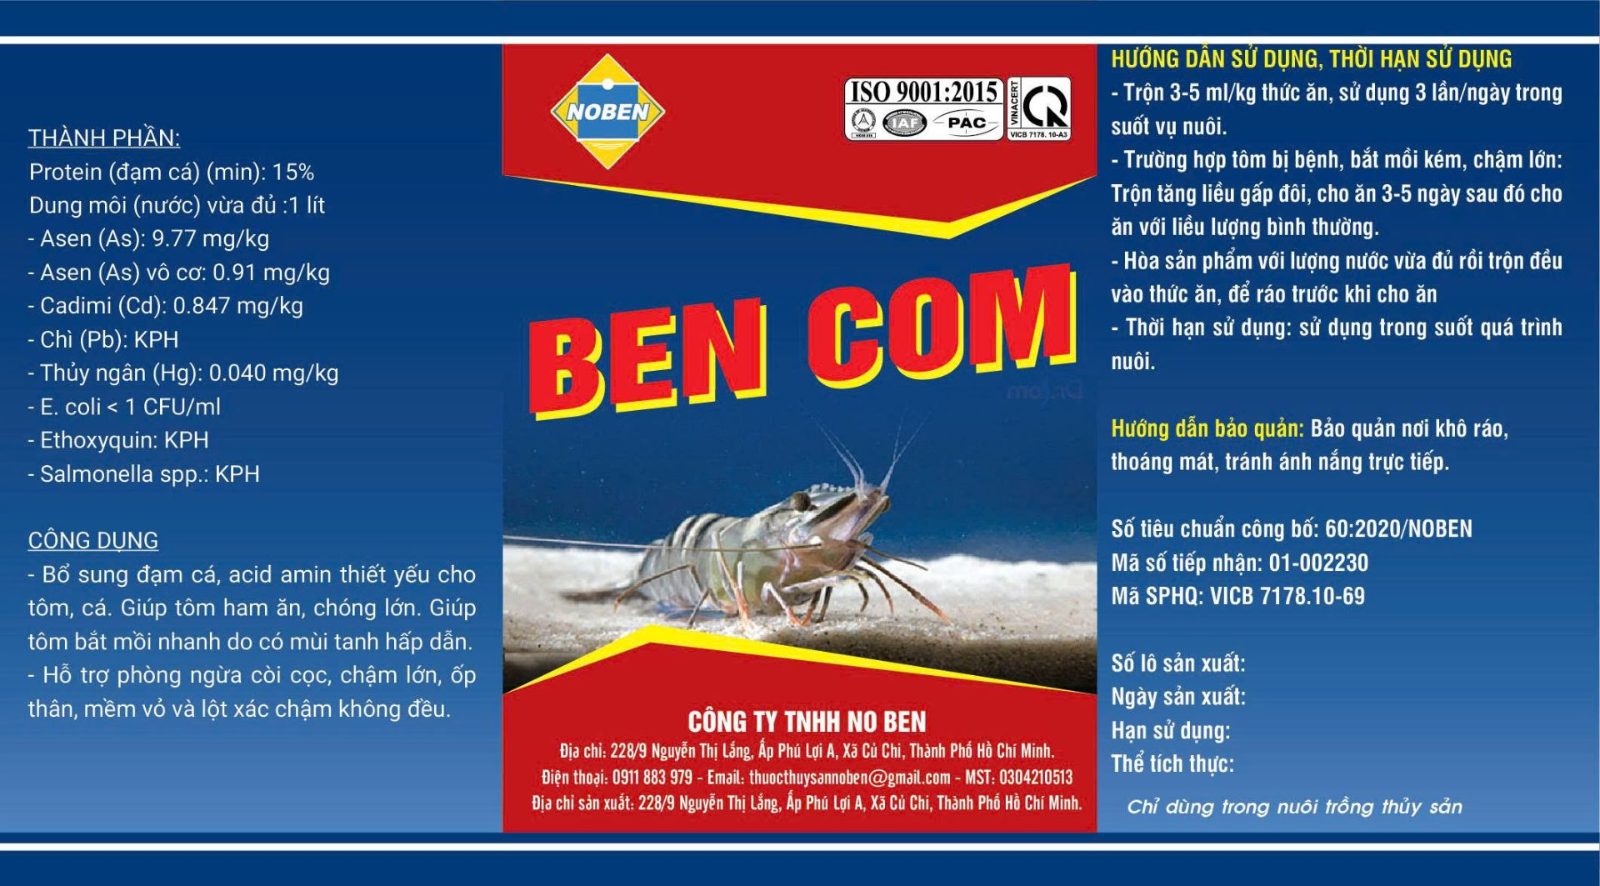 THÀNH PHẦN:
Protein (đạm cá) (min): 15%
Dung môi (nước) vừa đủ :1 lít
- Asen (As): 9.77 mg/kg
- Asen (As) vô cơ: 0.91 mg/kg
- Cadimi (Cd): 0.847 mg/kg
- Chì (Pb): KPH
- Thủy ngân (Hg): 0.040 mg/kg
- E. coli < 1 CFU/ml
- Ethoxyquin: KPH
- Salmonella spp.: KPH
CÔNG DỤNG
- Bổ sung đạm cá, acid amin thiết yếu cho
tôm, cá. Giúp tôm ham ăn, chóng lớn. Giúp
tôm bắt mồi nhanh do có mùi tanh hấp dẫn.
- Hỗ trợ phòng ngừa còi cọc, chậm lớn, ốp
thân, mềm vỏ và lột xác chậm không đều.
NOBEN
ISO 9001:2015
IAF
PAC
VINACERT
VICB 7178. 10-A3
BEN COM
CÔNG TY TNHH NO BEN
Địa chỉ: 228/9 Nguyễn Thị Lắng, Ấp Phú Lợi A, Xã Củ Chi, Thành Phố Hồ Chí Minh.
Điện thoại: 0911 883 979 - Email: thuocthuysannoben@gmail.com - MST: 0304210513
Địa chỉ sản xuất: 228/9 Nguyễn Thị Lắng, Ấp Phú Lợi A, Xã Củ Chi, Thành Phố Hồ Chí Minh.
HƯỚNG DẪN SỬ DỤNG, THỜI HẠN SỬ DỤNG
- Trộn 3-5 ml/kg thức ăn, sử dụng 3 lần/ngày trong
suốt vụ nuôi.
- Trường hợp tôm bị bệnh, bắt mồi kém, chậm lớn:
Trộn tăng liều gấp đôi, cho ăn 3-5 ngày sau đó cho
ăn với liều lượng bình thường.
- Hòa sản phẩm với lượng nước vừa đủ rồi trộn đều
vào thức ăn, để ráo trước khi cho ăn
- Thời hạn sử dụng: sử dụng trong suốt quá trình
nuôi.
Hướng dẫn bảo quản: Bảo quản nơi khô ráo,
thoáng mát, tránh ánh nắng trực tiếp.
Số tiêu chuẩn công bố: 60:2020/NOBEN
Mã số tiếp nhận: 01-002230
Mã SPHQ: VICB 7178.10-69
Số lô sản xuất:
Ngày sản xuất:
Hạn sử dụng:
Thể tích thực:
Chỉ dùng trong nuôi trồng thủy sản